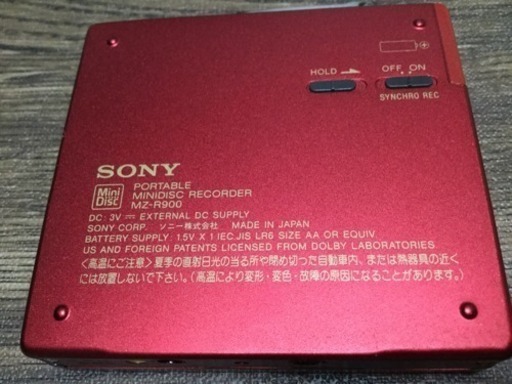 HOLD
OFF ON
SYNCHRO REC
SONY
Mini Disc
PORTABLE
MINIDISC RECORDER
MZ-R900
DC: 3V EXTERNAL DC SUPPLY
SONY CORP. ソニー株式会社 MADE IN JAPAN
BATTERY SUPPLY: 1.5V X 1 IEC,JIS LR6 SIZE AA OR EQUIV.
US AND FOREIGN PATENTS LICENSED FROM DOLBY LABORATORIES.
<高温にご注意> 夏季の直射日光の当る所や閉め切った自動車内、または熱器具の近く
には放置しないで下さい。(高温により変形・変色・故障の原因になることがあります。)